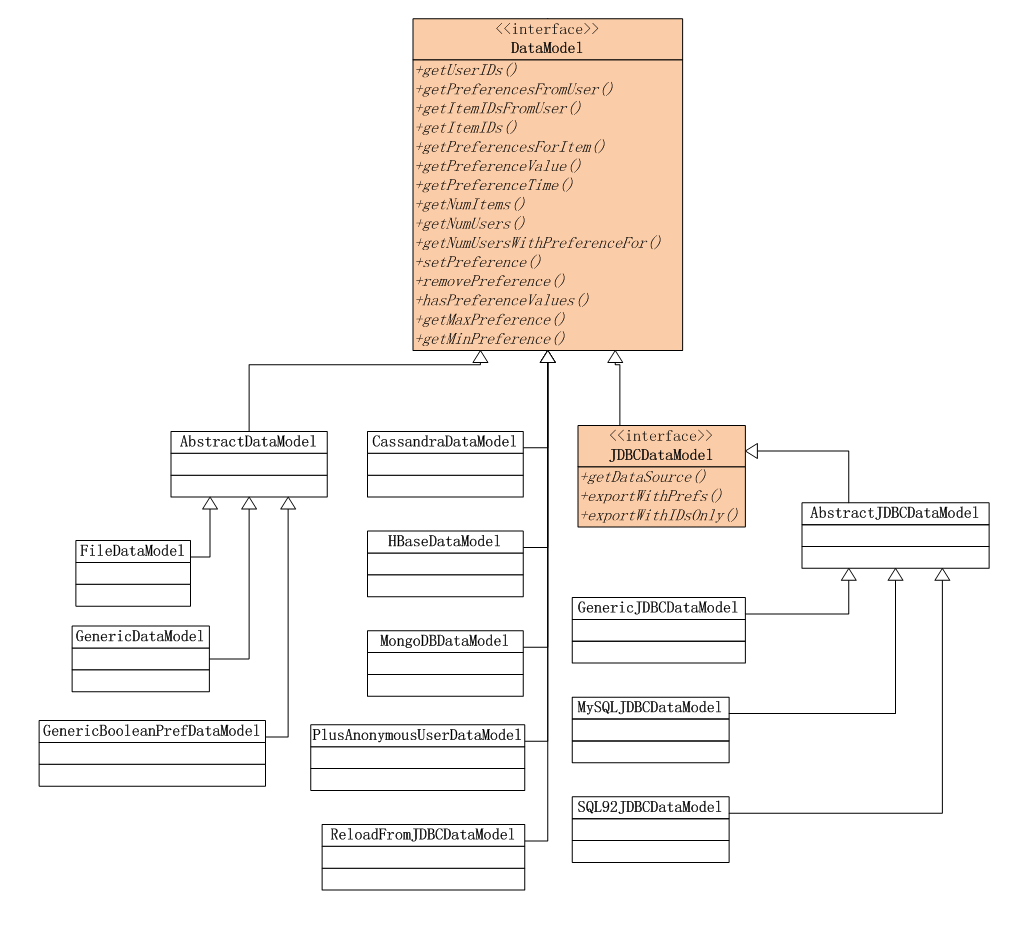 <<interface>>
DataModel
+getUserIDs()
+getPreferencesFromUser()
+getItemIDsFromUser()
+getItemIDs()
+getPreferencesForItem()
+getPreferenceValue()
+getPreferenceTime()
+getNumItems()
+getNumUsers()
+getNumUsersWithPreferenceFor()
+setPreference()
+removePreference()
+hasPreferenceValues()
+getMaxPreference()
+getMinPreference()
AbstractDataModel
CassandraDataModel
<<interface>>
JDBCDataModel
+getDataSource()
+exportWithPrefs()
+exportWithIDsOnly()
AbstractJDBCDataModel
FileDataModel
HBaseDataModel
GenericJDBCDataModel
GenericDataModel
MongoDBDataModel
MySQLJDBCDataModel
GenericBooleanPrefDataModel
PlusAnonymousUserDataModel
SQL92JDBCDataModel
ReloadFromJDBCDataModel